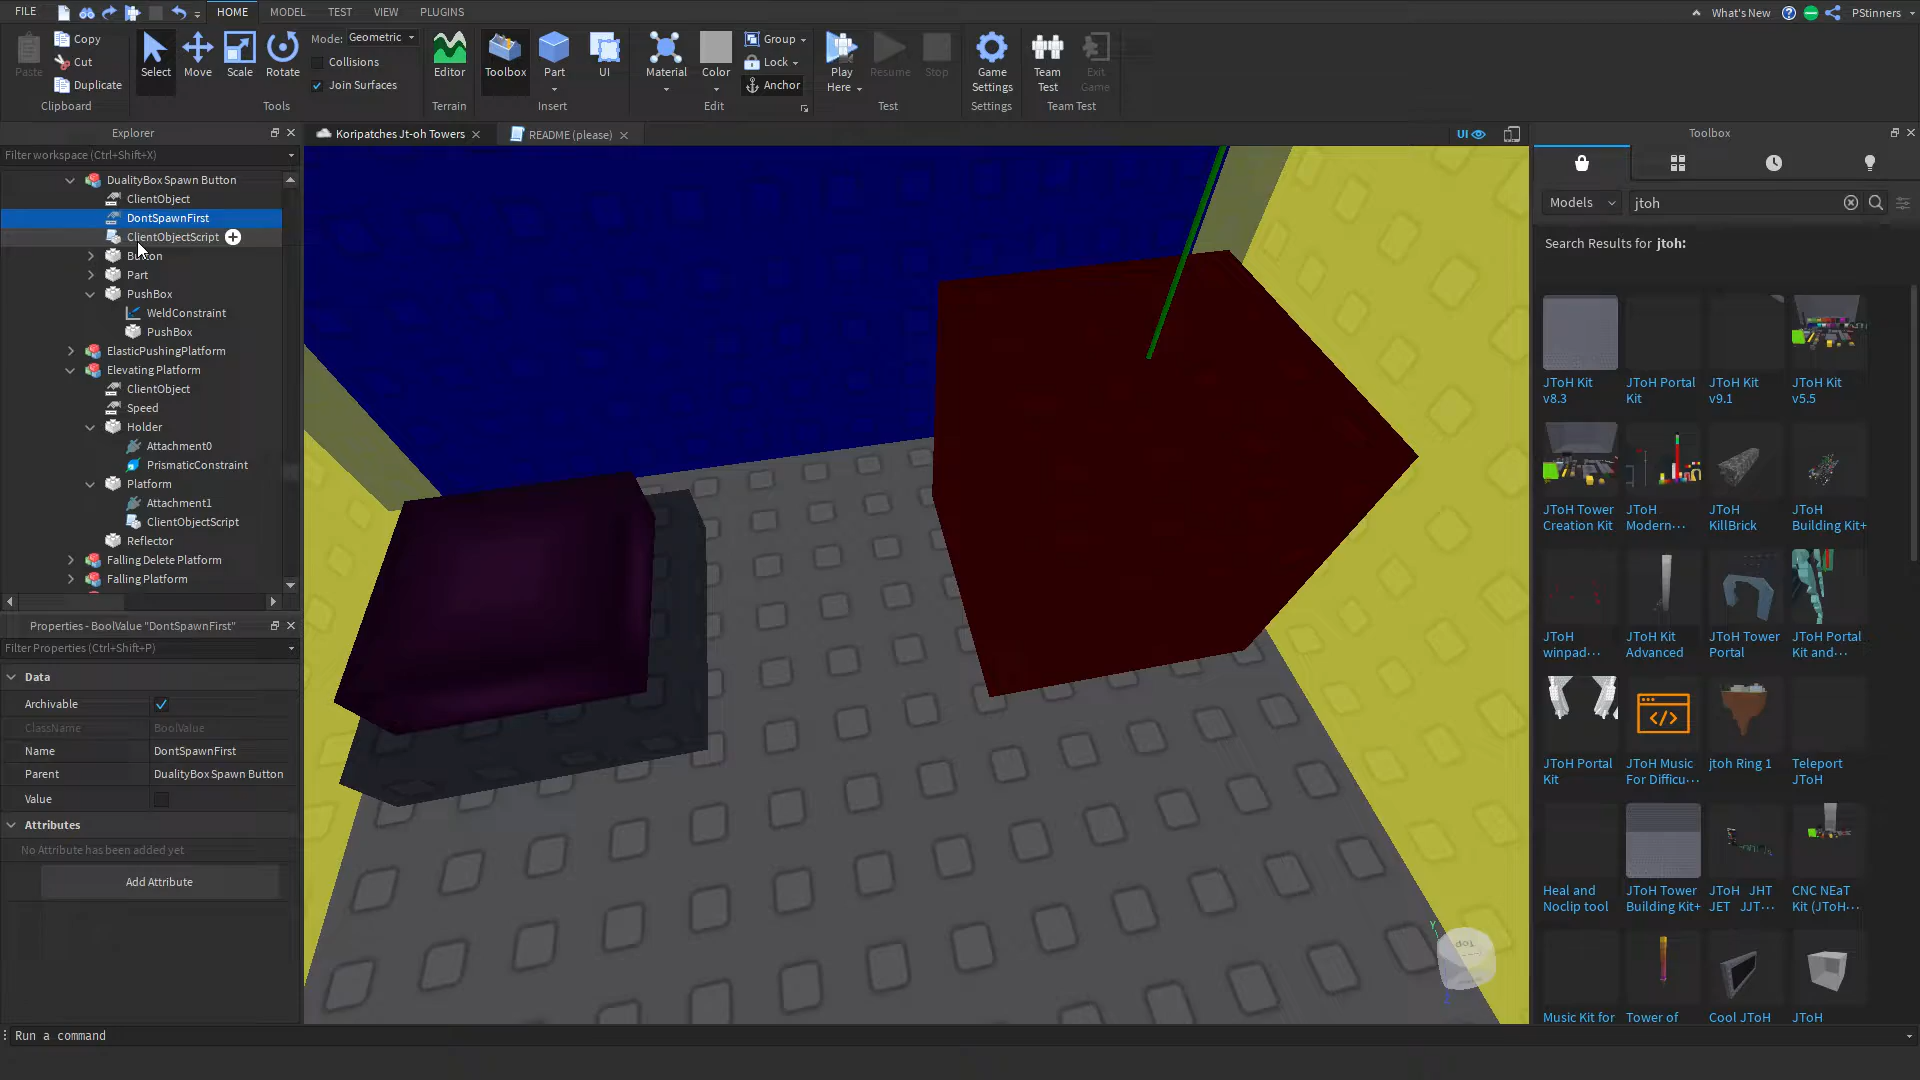 FILE
HOME
MODEL
TEST
VIEW
PLUGINS
What's New
PStinners
Paste
Copy
Cut
Duplicate
Clipboard
Select
Move
Scale
Rotate
Mode: Geometric
Collisions
Join Surfaces
Tools
Editor
Terrain
Toolbox
Part
UI
Insert
Material
Color
Group
Lock
Anchor
Edit
Play
Here
Resume
Stop
Test
Game
Settings
Settings
Team
Test
Exit
Game
Team Test
Explorer
Filter workspace (Ctrl+Shift+X)
DualityBox Spawn Button
ClientObject
DontSpawnFirst
ClientObjectScript
Button
Part
PushBox
WeldConstraint
PushBox
ElasticPushingPlatform
Elevating Platform
ClientObject
Speed
Holder
Attachment0
PrismaticConstraint
Platform
Attachment1
ClientObjectScript
Reflector
Falling Delete Platform
Falling Platform
Properties - BoolValue "DontSpawnFirst"
Filter Properties (Ctrl+Shift+P)
Data
Archivable
ClassName BoolValue
Name DontSpawnFirst
Parent DualityBox Spawn Button
Value
Attributes
No Attribute has been added yet
Add Attribute
Koripatches Jt-oh Towers
README (please)
UI
Y
Top
Toolbox
Models
jtoh
Search Results for jtoh:
JToH Kit
v8.3
JToH Portal
Kit
JToH Kit
v9.1
JToH Kit
v5.5
JToH Tower
Creation Kit
JToH
Modern...
JToH
KillBrick
JToH
Building Kit+
JToH
winpad...
JToH Kit
Advanced
JToH Tower
Portal
JToH Portal
Kit and...
JToH Portal
Kit
JToH Music
For Difficu...
jtoh Ring 1
Teleport
JToH
Heal and
Noclip tool
JToH Tower
Building Kit+
JToH JHT
JET JJT...
CNC NEaT
Kit (JToH...
Music Kit for
Tower of
Cool JToH
JToH
Run a command